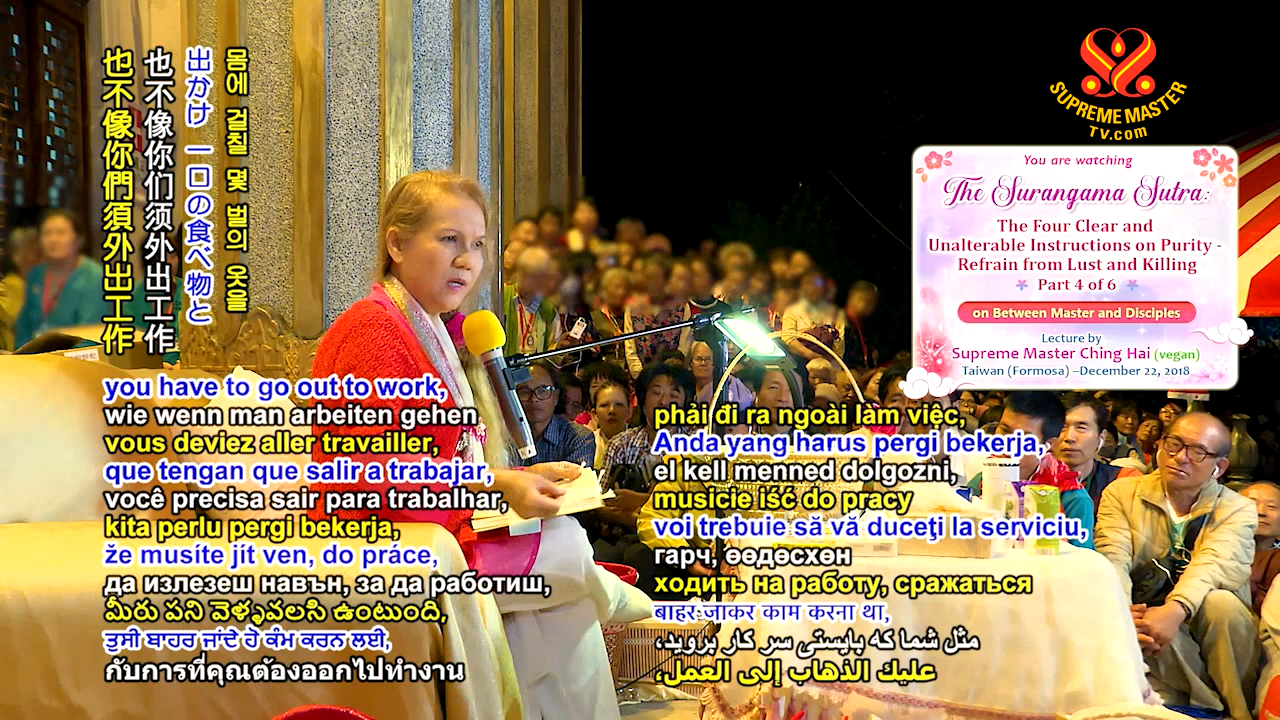 몸에 걸칠 몇 벌의 옷을
出かけ 一口の食べ物と
也不像你们须外出工作
也不像你們須外出工作
you have to go out to work,
wie wenn man arbeiten gehen
vous deviez aller travailler,
que tengan que salir a trabajar,
você precisa sair para trabalhar,
kita perlu pergi bekerja,
že musíte jít ven, do práce,
да излезеш навън, за да работиш,
మీరు పని వెళ్ళవలసి ఉంటుంది,
ਤੁਸੀ ਬਾਹਰ ਜਾਂਦੇ ਹੋ ਕੰਮ ਕਰਨ ਲਈ,
กับการที่คุณต้องออกไปทำงาน
phải đi ra ngoài làm việc,
Anda yang harus pergi bekerja,
el kell menned dolgozni,
musicie iść do pracy
voi trebuie să vă duceţi la serviciu,
гарч, өөдөсхөн
ходить на работу, сражаться
बाहर जाकर काम करना था,
مثل شما که بایستی سر کار بروید،
عليك الذهاب إلى العمل،
SUPREME MASTER
TV.com
You are watching
The Surangama Sutra:
The Four Clear and
Unalterable Instructions on Purity -
Refrain from Lust and Killing
Part 4 of 6
on Between Master and Disciples
Lecture by
Supreme Master Ching Hai (vegan)
Taiwan (Formosa) –December 22, 2018